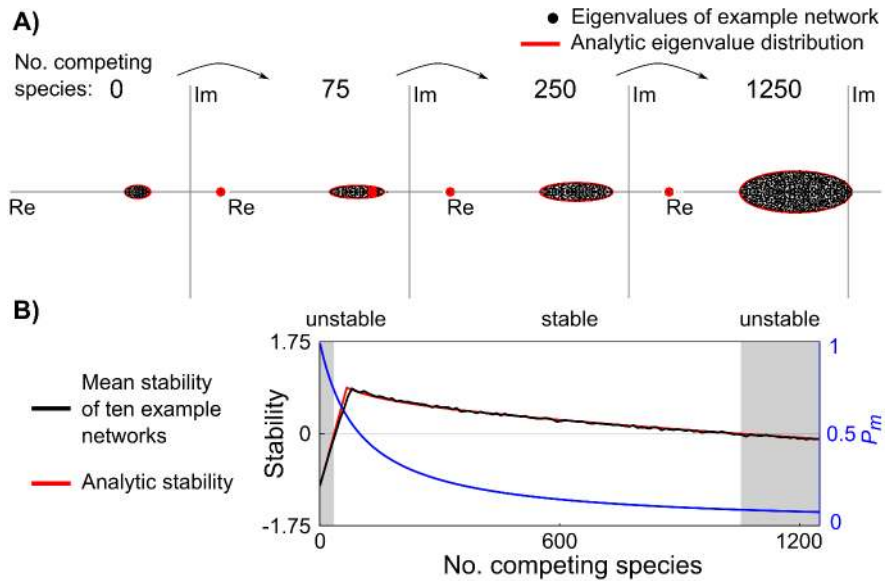 A)
Eigenvalues of example network
Analytic eigenvalue distribution
No. competing
species: 0
75
250
1250
Im
Im
Im
Im
Re
Re
Re
Re
B)
unstable
stable
unstable
Mean stability
of ten example
networks
Analytic stability
Stability
1.75
0
-1.75
1
0.5
0
Pm
0
600
1200
No. competing species